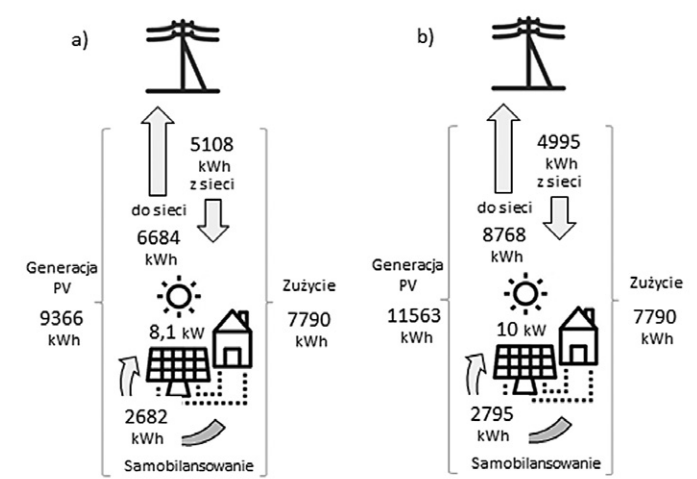 a)
5108
kWh
z sieci
do sieci
6684
kWh
Generacja
PV
9366
kWh
8,1 kW
Zużycie
7790
kWh
2682
kWh
Samobilansowanie
b)
4995
kWh
z sieci
do sieci
8768
kWh
Generacja
PV
11563
kWh
10 kW
Zużycie
7790
kWh
2795
kWh
Samobilansowanie